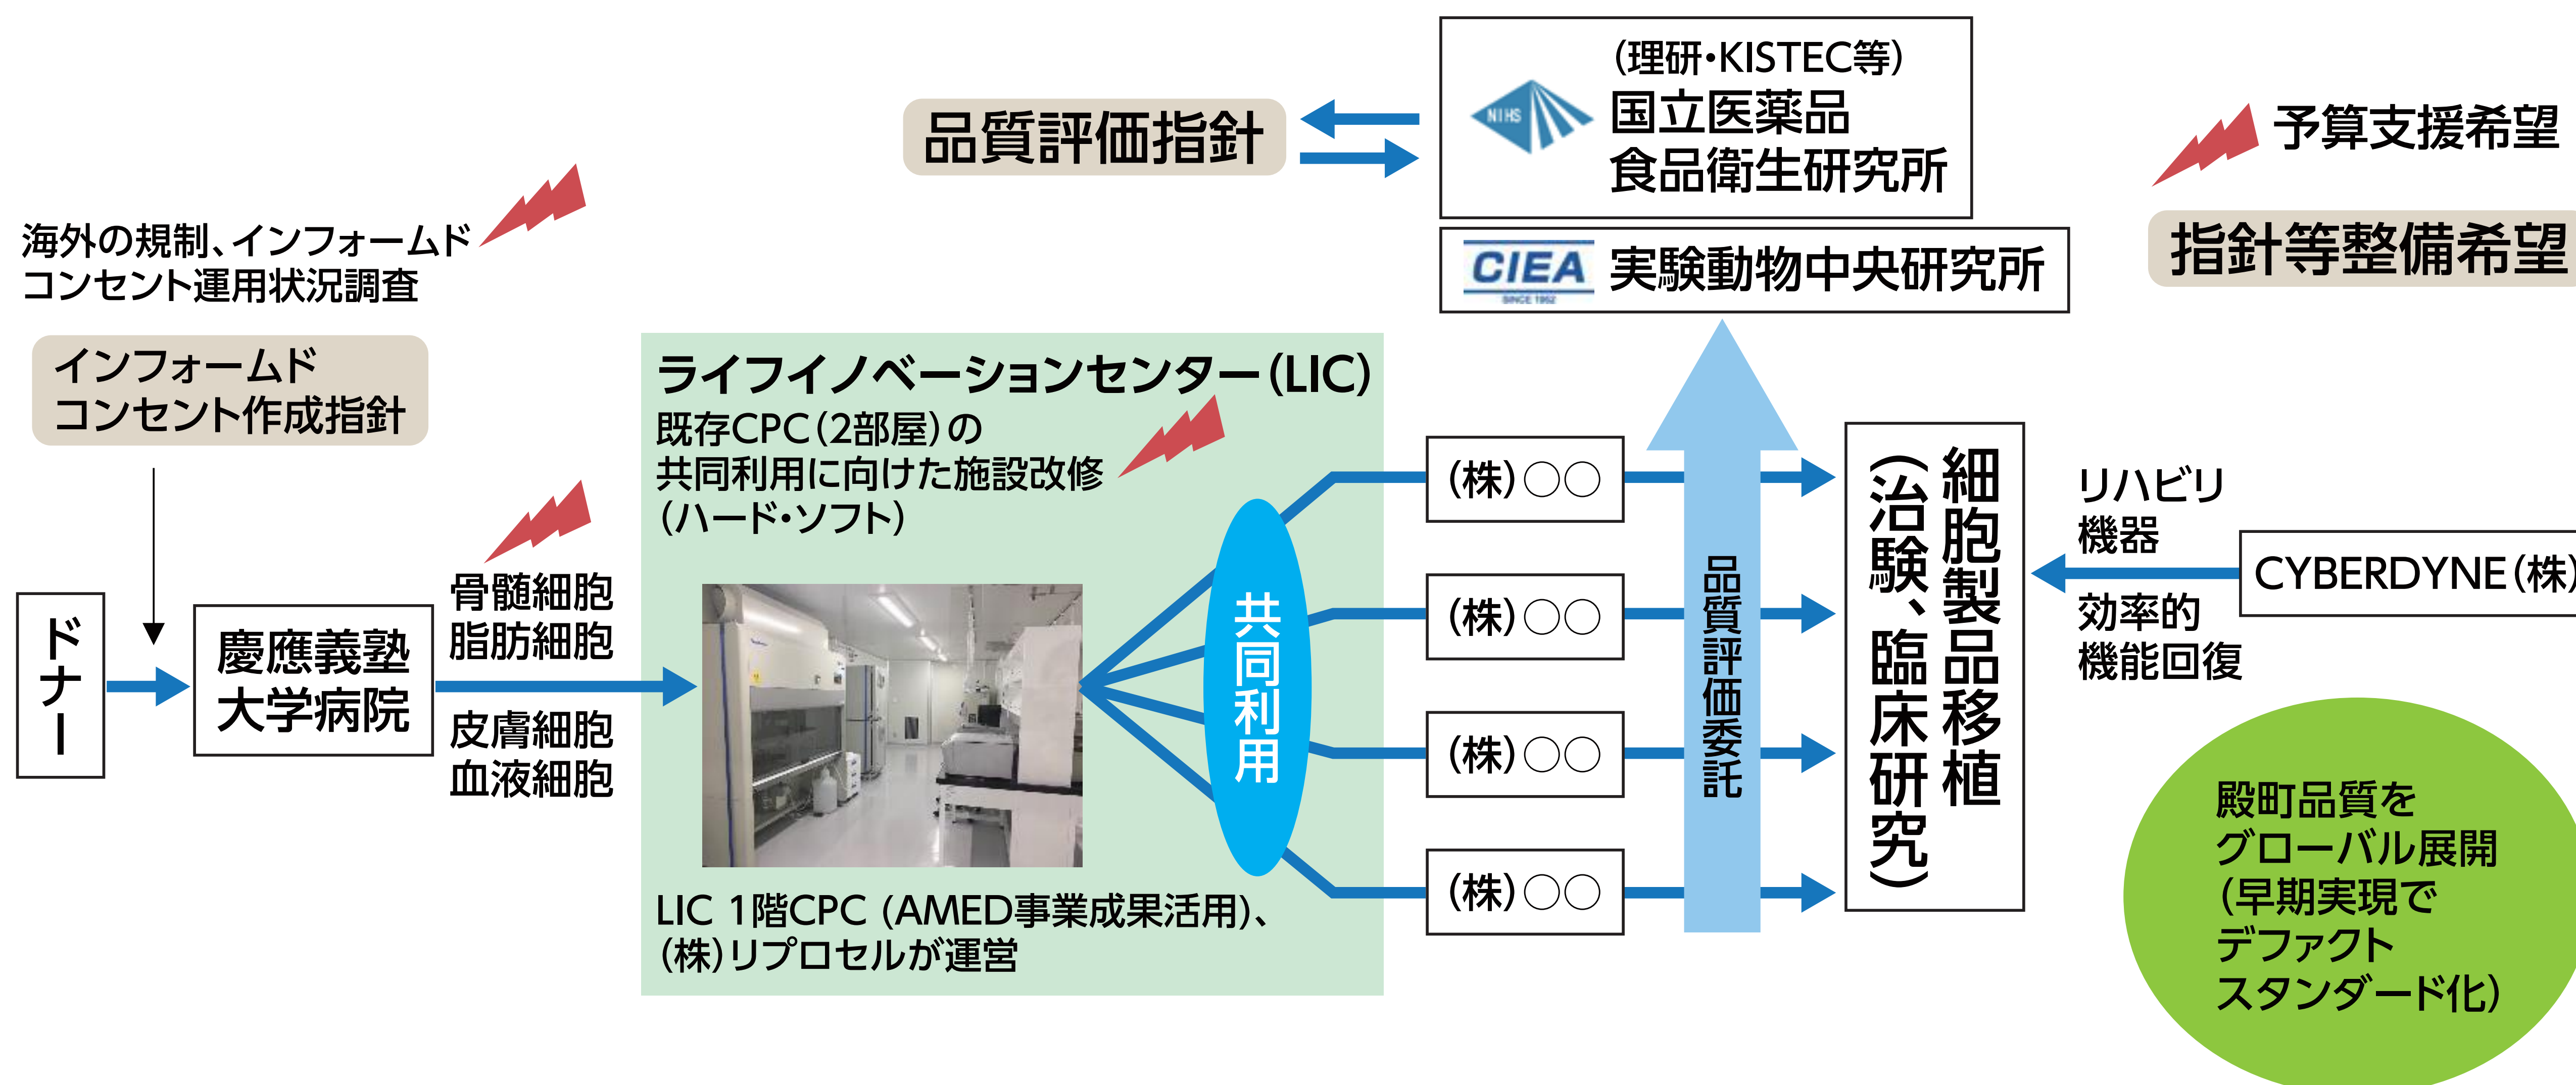 (理研・KISTEC等)
NIHS
国立医薬品
食品衛生研究所
品質評価指針
予算支援希望
指針等整備希望
CIEA
SINCE 1952
実験動物中央研究所
海外の規制、インフォームド
コンセント運用状況調査
インフォームド
コンセント作成指針
ドナー
慶應義塾
大学病院
骨髄細胞
脂肪細胞
皮膚細胞
血液細胞
ライフイノベーションセンター(LIC)
既存CPC(2部屋)の
共同利用に向けた施設改修
(ハード・ソフト)
共同利用
LIC 1階CPC (AMED事業成果活用)、
(株)リプロセルが運営
(株)○○
(株)○○
(株)○○
(株)○○
品質評価委託
細胞製品移植
(治験、臨床研究)
リハビリ
機器
効率的
機能回復
CYBERDYNE(株)
殿町品質を
グローバル展開
(早期実現で
デファクト
スタンダード化)